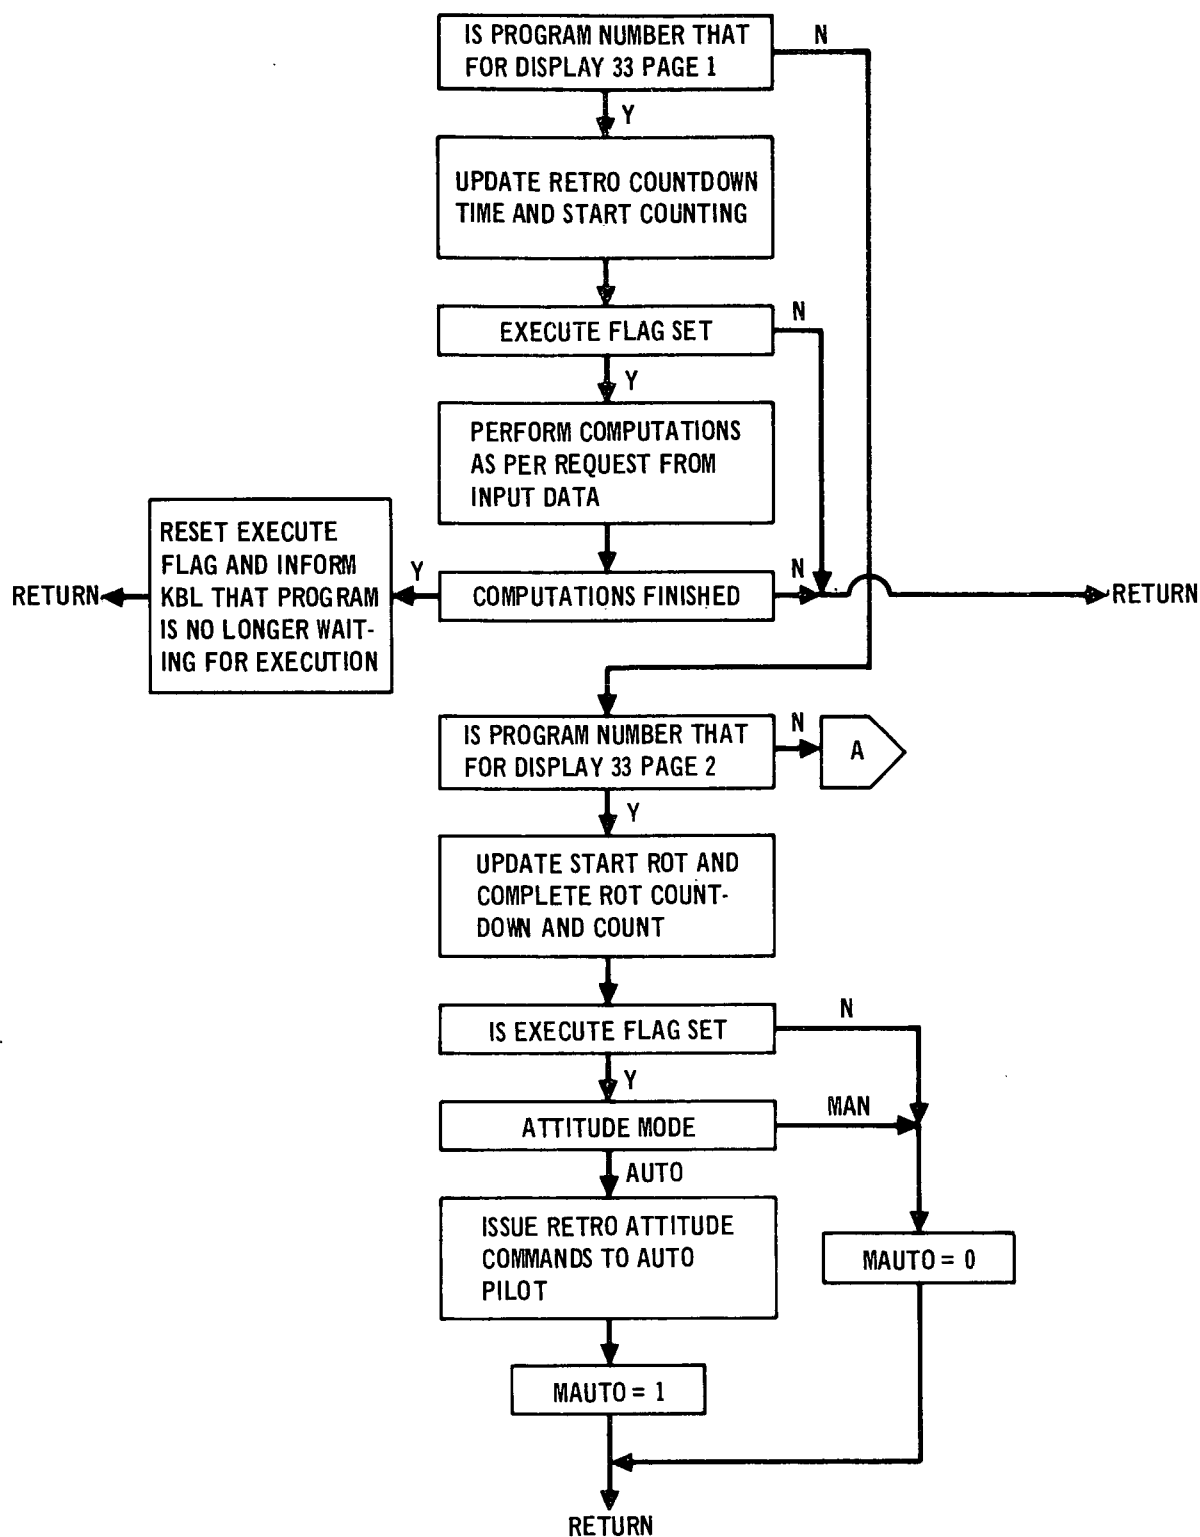 IS PROGRAM NUMBER THAT
FOR DISPLAY 33 PAGE 1
N
Y
UPDATE RETRO COUNTDOWN
TIME AND START COUNTING
EXECUTE FLAG SET
N
Y
PERFORM COMPUTATIONS
AS PER REQUEST FROM
INPUT DATA
COMPUTATIONS FINISHED
N
RETURN
Y
RESET EXECUTE
FLAG AND INFORM
KBL THAT PROGRAM
IS NO LONGER WAIT-
ING FOR EXECUTION
RETURN
IS PROGRAM NUMBER THAT
FOR DISPLAY 33 PAGE 2
N
A
Y
UPDATE START ROT AND
COMPLETE ROT COUNT-
DOWN AND COUNT
IS EXECUTE FLAG SET
N
Y
ATTITUDE MODE
MAN
AUTO
ISSUE RETRO ATTITUDE
COMMANDS TO AUTO
PILOT
MAUTO = 0
MAUTO = 1
RETURN